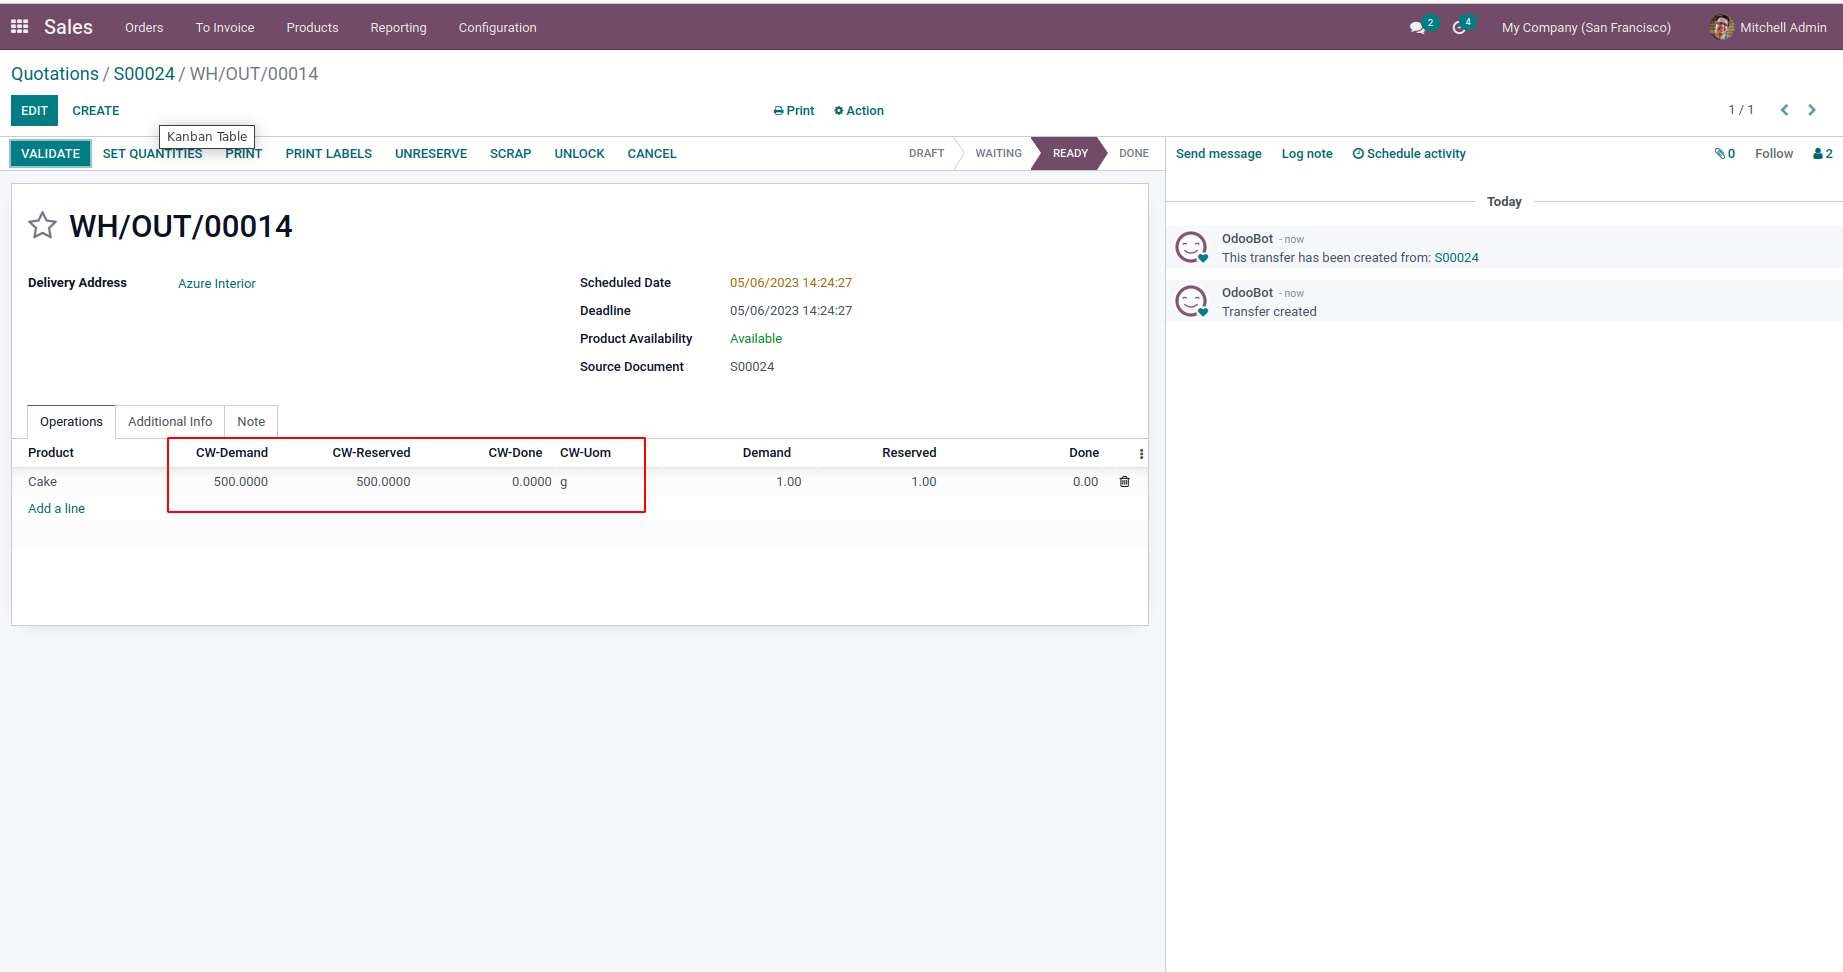 Sales Orders To Invoice Products Reporting Configuration 2 4 My Company (San Francisco) Mitchell Admin
Quotations / S00024 / WH/OUT/00014
EDIT CREATE Print Action 1 / 1
Kanban Table
VALIDATE SET QUANTITIES PRINT PRINT LABELS UNRESERVE SCRAP UNLOCK CANCEL DRAFT WAITING READY DONE Send message Log note Schedule activity 0 Follow 2
Today
WH/OUT/00014
OdooBot - now
This transfer has been created from: S00024
Delivery Address Azure Interior Scheduled Date 05/06/2023 14:24:27
OdooBot - now
Deadline 05/06/2023 14:24:27
Transfer created
Product Availability Available
Source Document S00024
Operations Additional Info Note
Product CW-Demand CW-Reserved CW-Done CW-Uom Demand Reserved Done
Cake 500.0000 500.0000 0.0000 g 1.00 1.00 0.00
Add a line